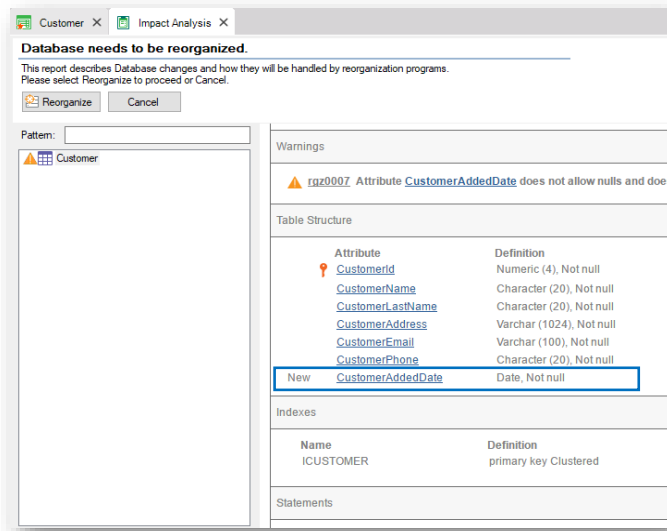 Customer
Impact Analysis
Database needs to be reorganized.
This report describes Database changes and how they will be handled by reorganization programs.
Please select Reorganize to proceed or Cancel.
Reorganize Cancel
Pattern:
Customer
Warnings
rgz0007 Attribute CustomerAddedDate does not allow nulls and doe
Table Structure
Attribute Definition
CustomerId Numeric (4), Not null
CustomerName Character (20), Not null
CustomerLastName Character (20), Not null
CustomerAddress Varchar (1024), Not null
CustomerEmail Varchar (100), Not null
CustomerPhone Character (20), Not null
New CustomerAddedDate Date, Not null
Indexes
Name Definition
ICUSTOMER primary key Clustered
Statements